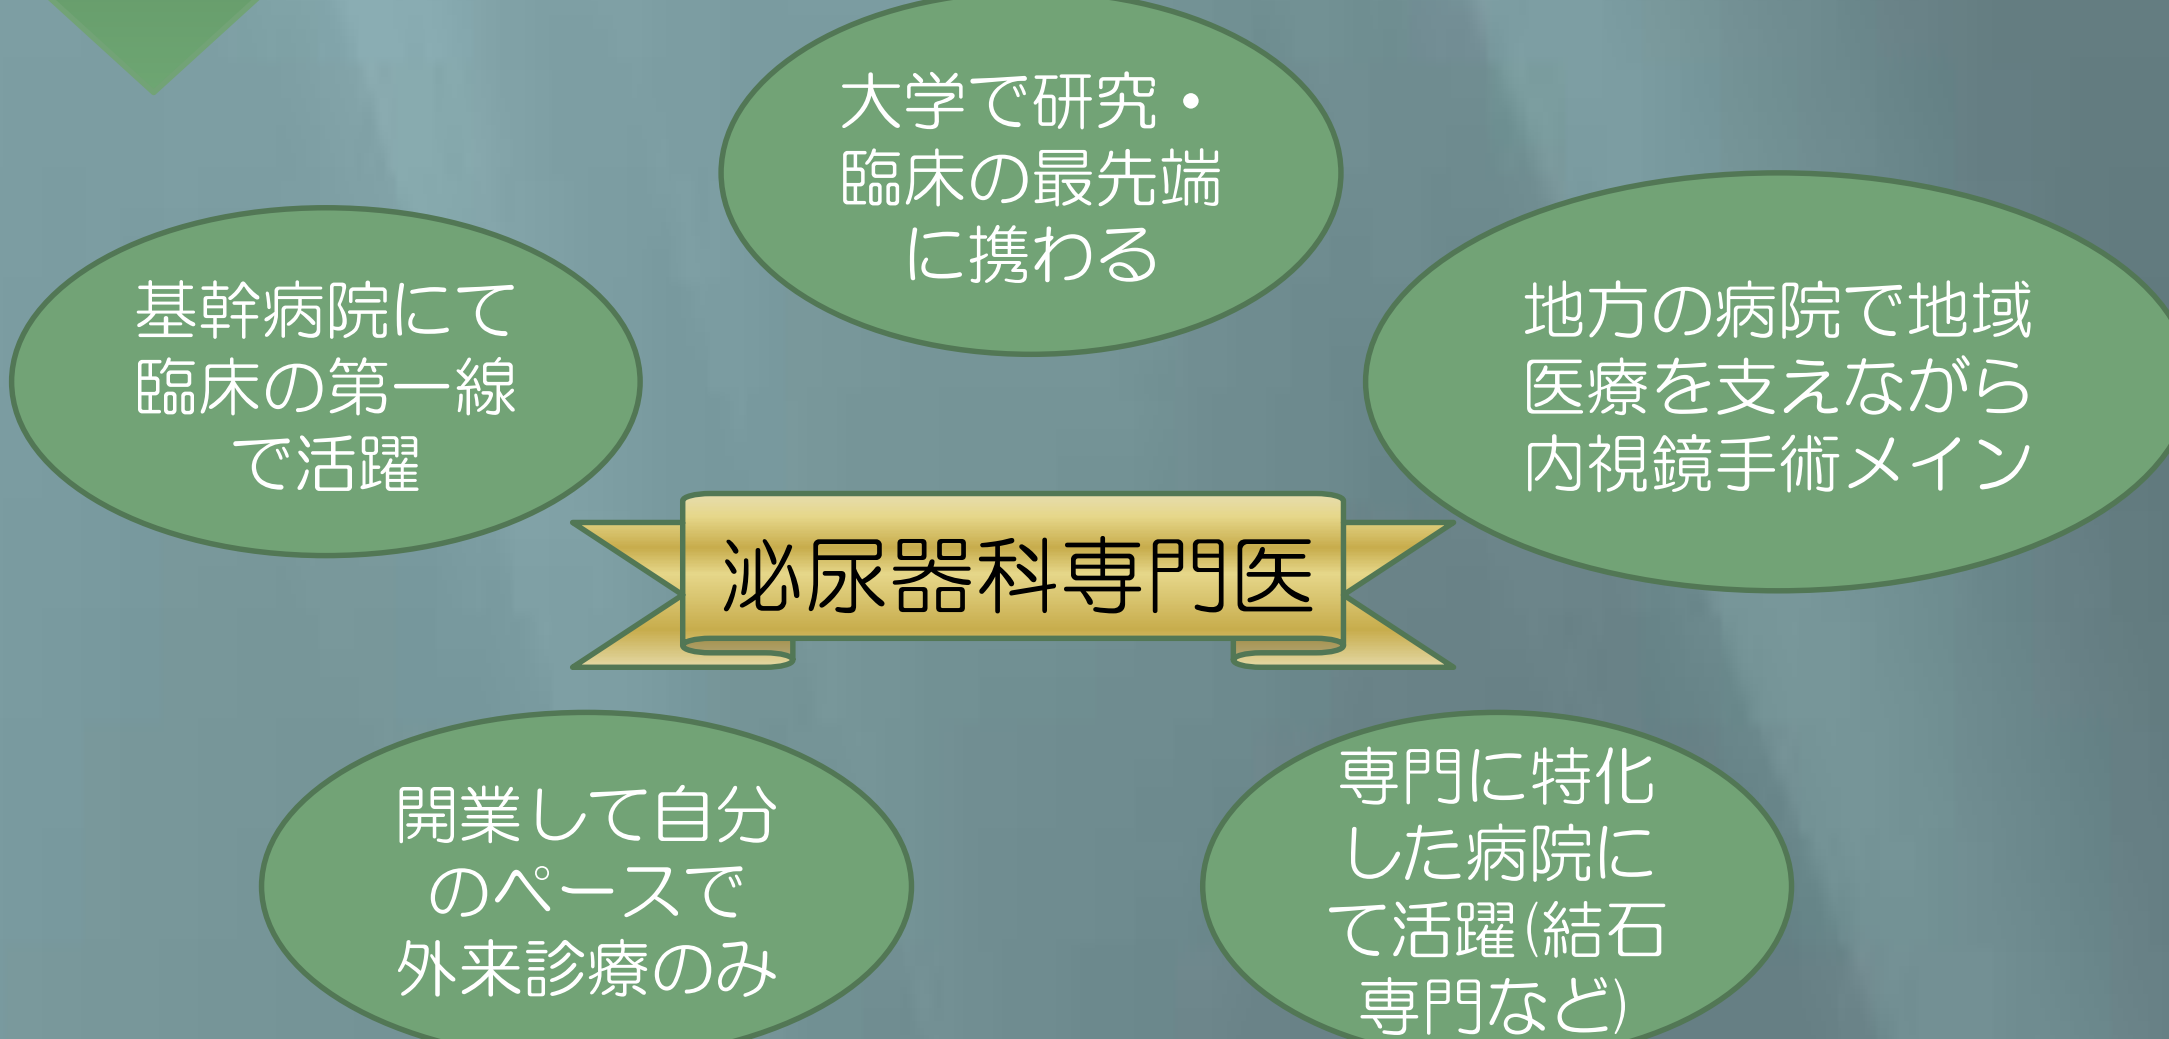 大学で研究・
臨床の最先端
に携わる
基幹病院にて
臨床の第一線
で活躍
地方の病院で地域
医療を支えながら
内視鏡手術メイン
泌尿器科専門医
開業して自分
のペースで
外来診療のみ
専門に特化
した病院に
て活躍(結石
専門など)